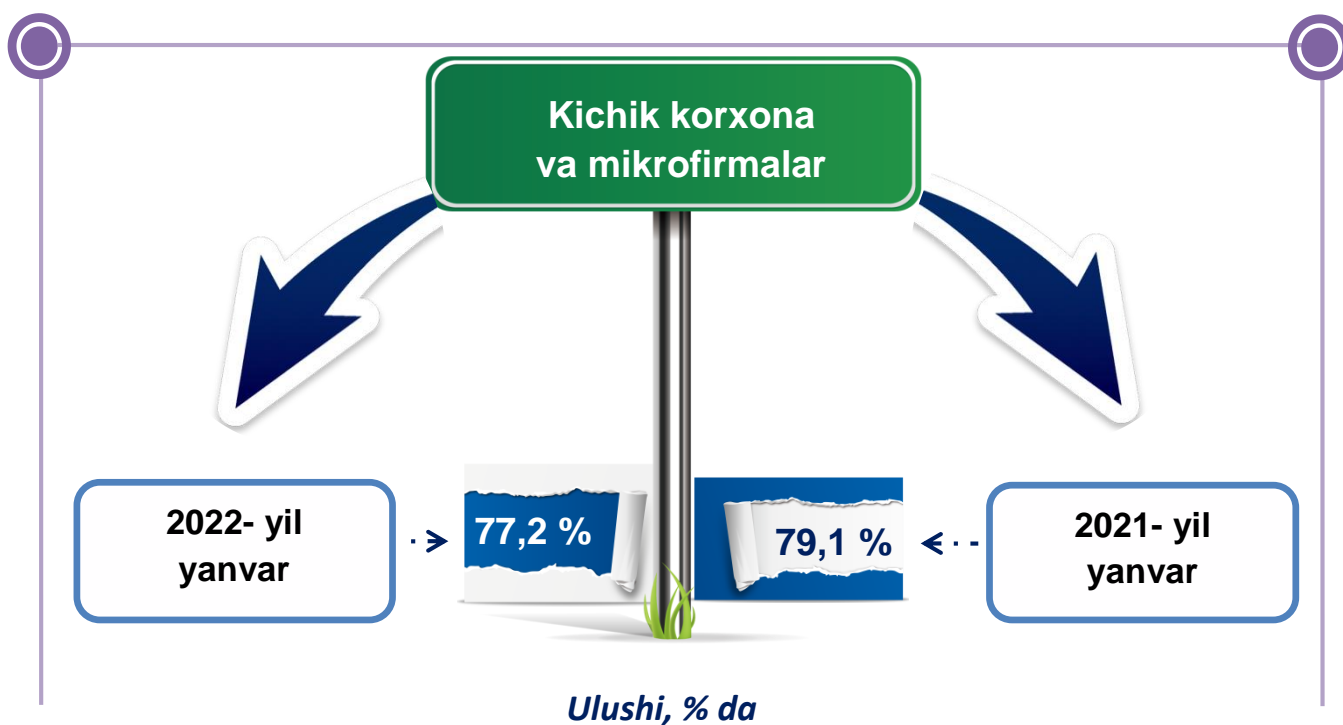 Kichik korxona
va mikrofirmalar
2022- yil
yanvar
77,2 %
79,1 %
2021- yil
yanvar
Ulushi, % da